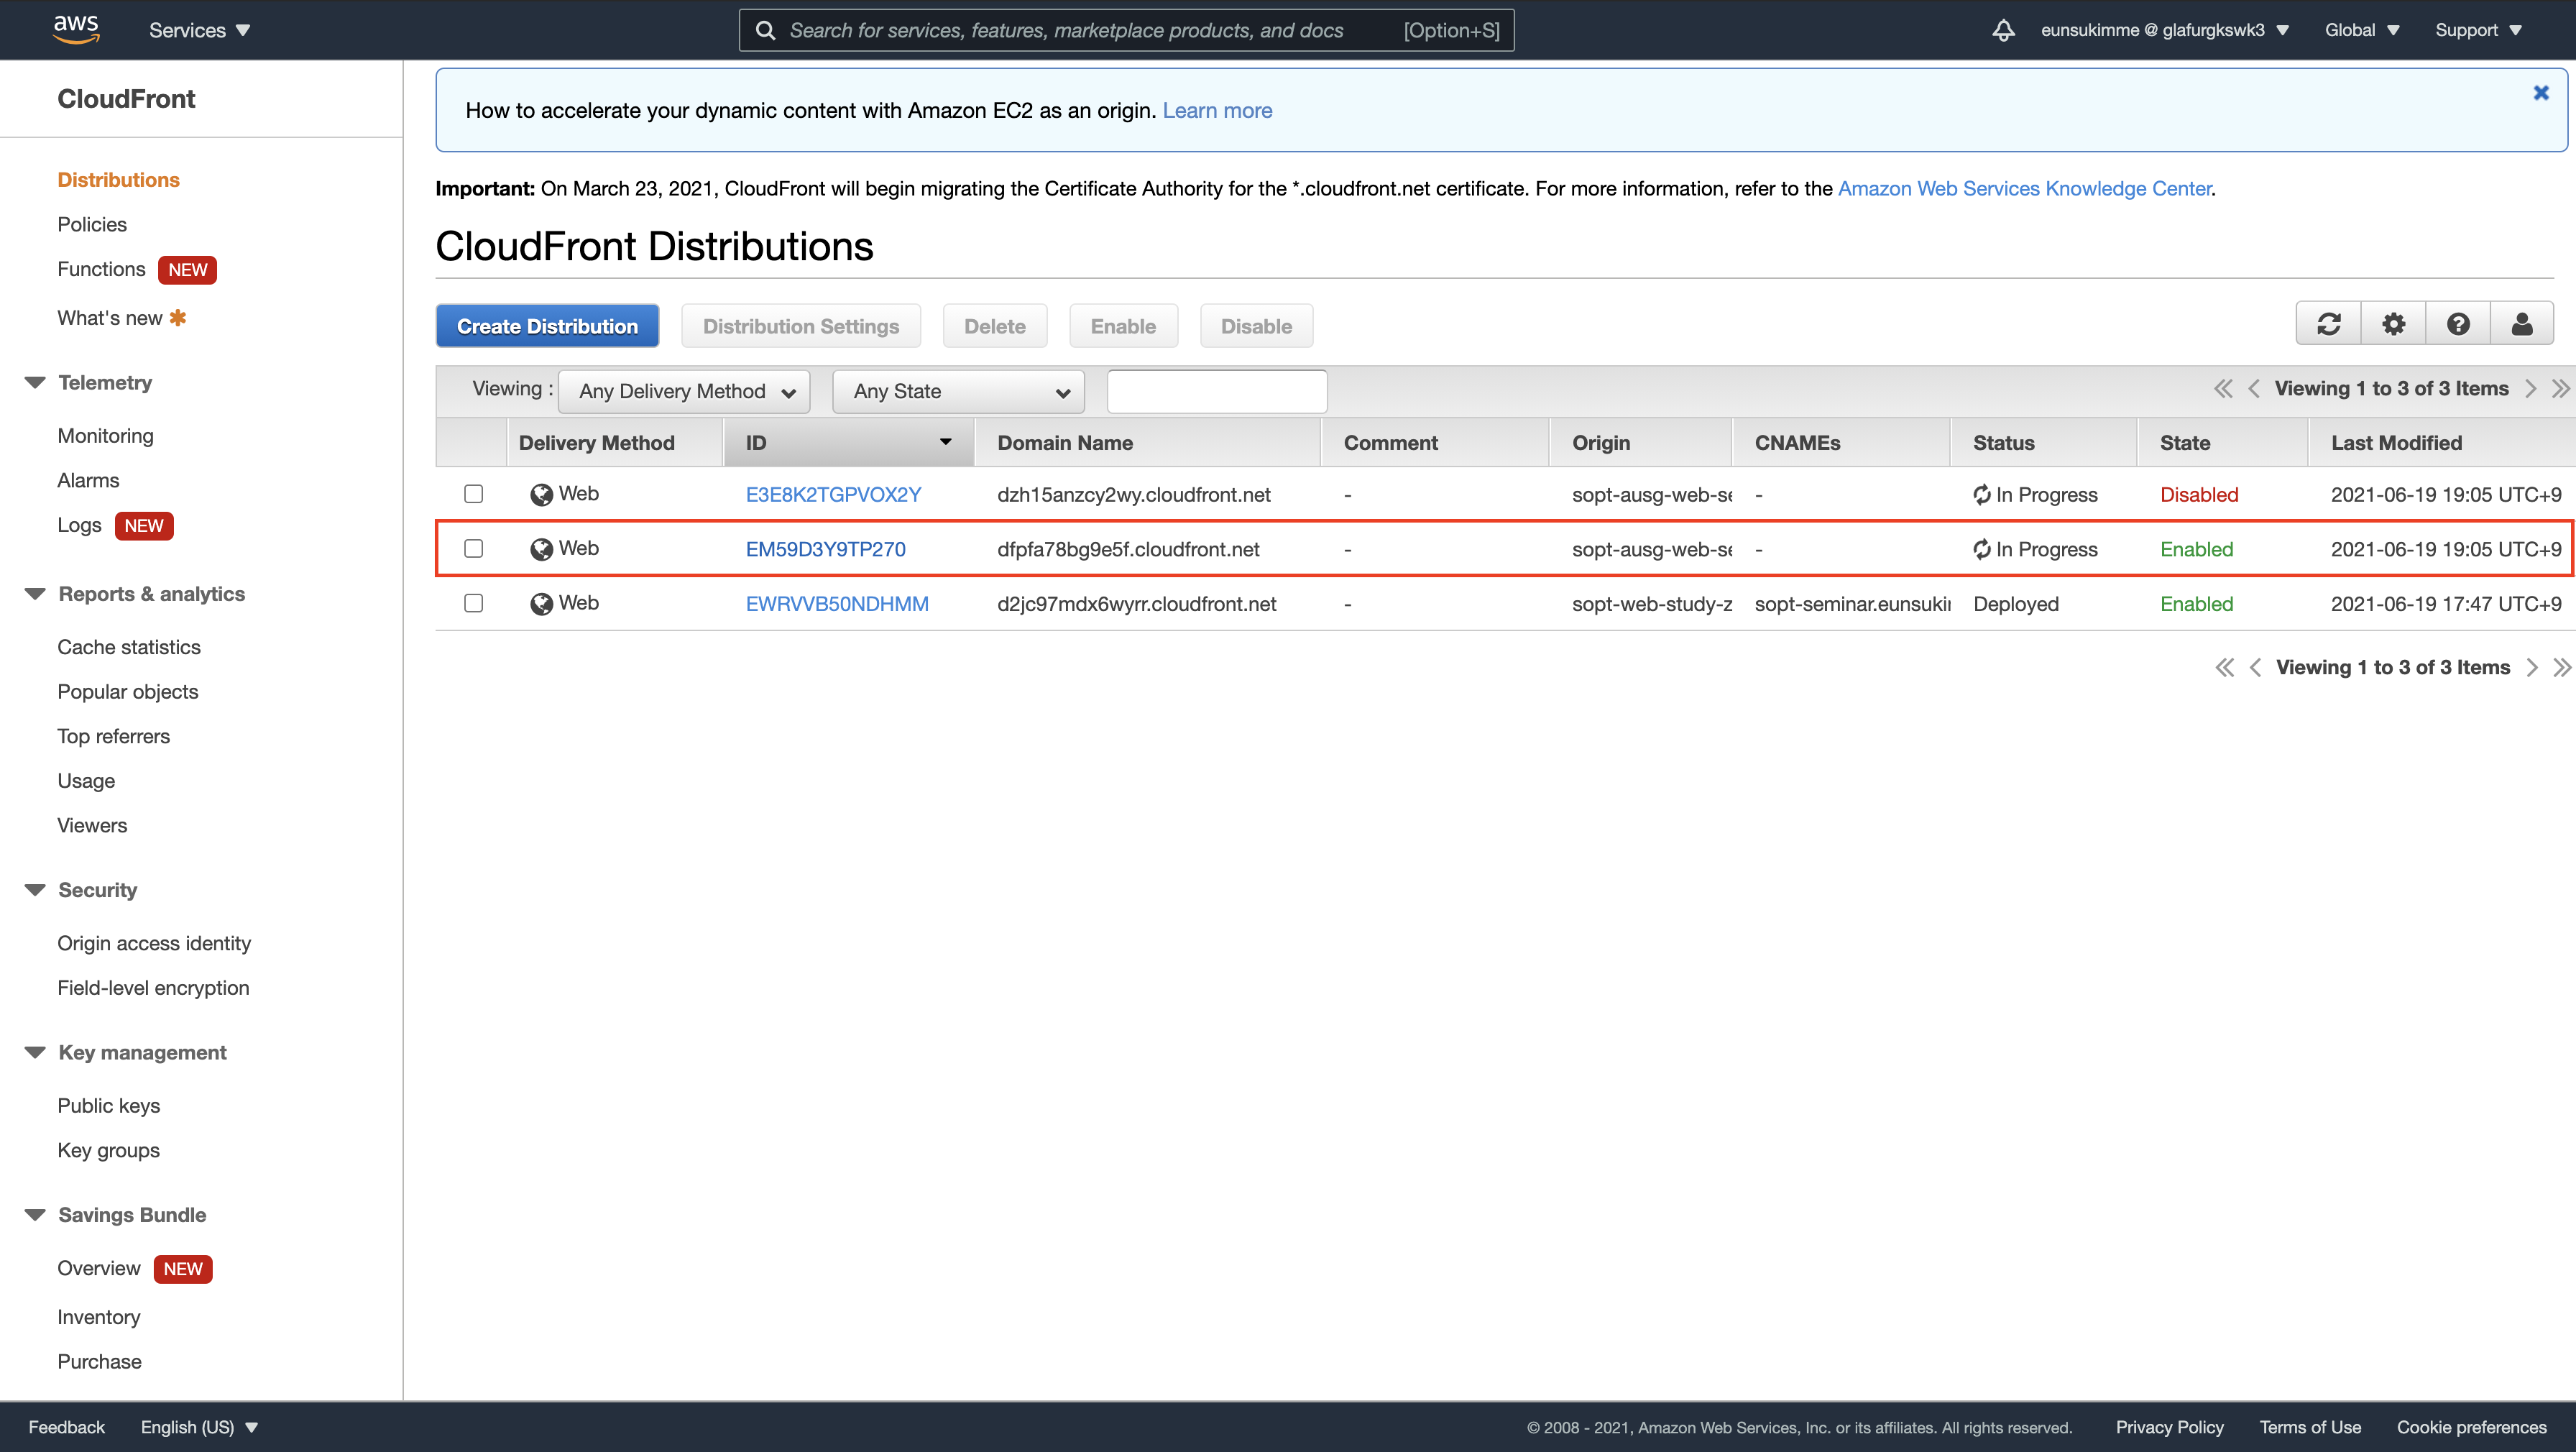 aws Services Search for services, features, marketplace products, and docs [Option+S] eunsukimme @ glafurgkswk3 Global Support
CloudFront
Distributions
Policies
Functions NEW
What's new
Telemetry
Monitoring
Alarms
Logs NEW
Reports & analytics
Cache statistics
Popular objects
Top referrers
Usage
Viewers
Security
Origin access identity
Field-level encryption
Key management
Public keys
Key groups
Savings Bundle
Overview NEW
Inventory
Purchase
How to accelerate your dynamic content with Amazon EC2 as an origin. Learn more
Important: On March 23, 2021, CloudFront will begin migrating the Certificate Authority for the *.cloudfront.net certificate. For more information, refer to the Amazon Web Services Knowledge Center.
CloudFront Distributions
Create Distribution Distribution Settings Delete Enable Disable
Viewing : Any Delivery Method Any State Viewing 1 to 3 of 3 Items
Delivery Method ID Domain Name Comment Origin CNAMEs Status State Last Modified
Web E3E8K2TGPVOX2Y dzh15anzcy2wy.cloudfront.net - sopt-ausg-web-se - In Progress Disabled 2021-06-19 19:05 UTC+9
Web EM59D3Y9TP270 dfpfa78bg9e5f.cloudfront.net - sopt-ausg-web-se - In Progress Enabled 2021-06-19 19:05 UTC+9
Web EWRVVB50NDHMM d2jc97mdx6wyrr.cloudfront.net - sopt-web-study-z sopt-seminar.eunsukin Deployed Enabled 2021-06-19 17:47 UTC+9
Viewing 1 to 3 of 3 Items
Feedback English (US) © 2008 - 2021, Amazon Web Services, Inc. or its affiliates. All rights reserved. Privacy Policy Terms of Use Cookie preferences